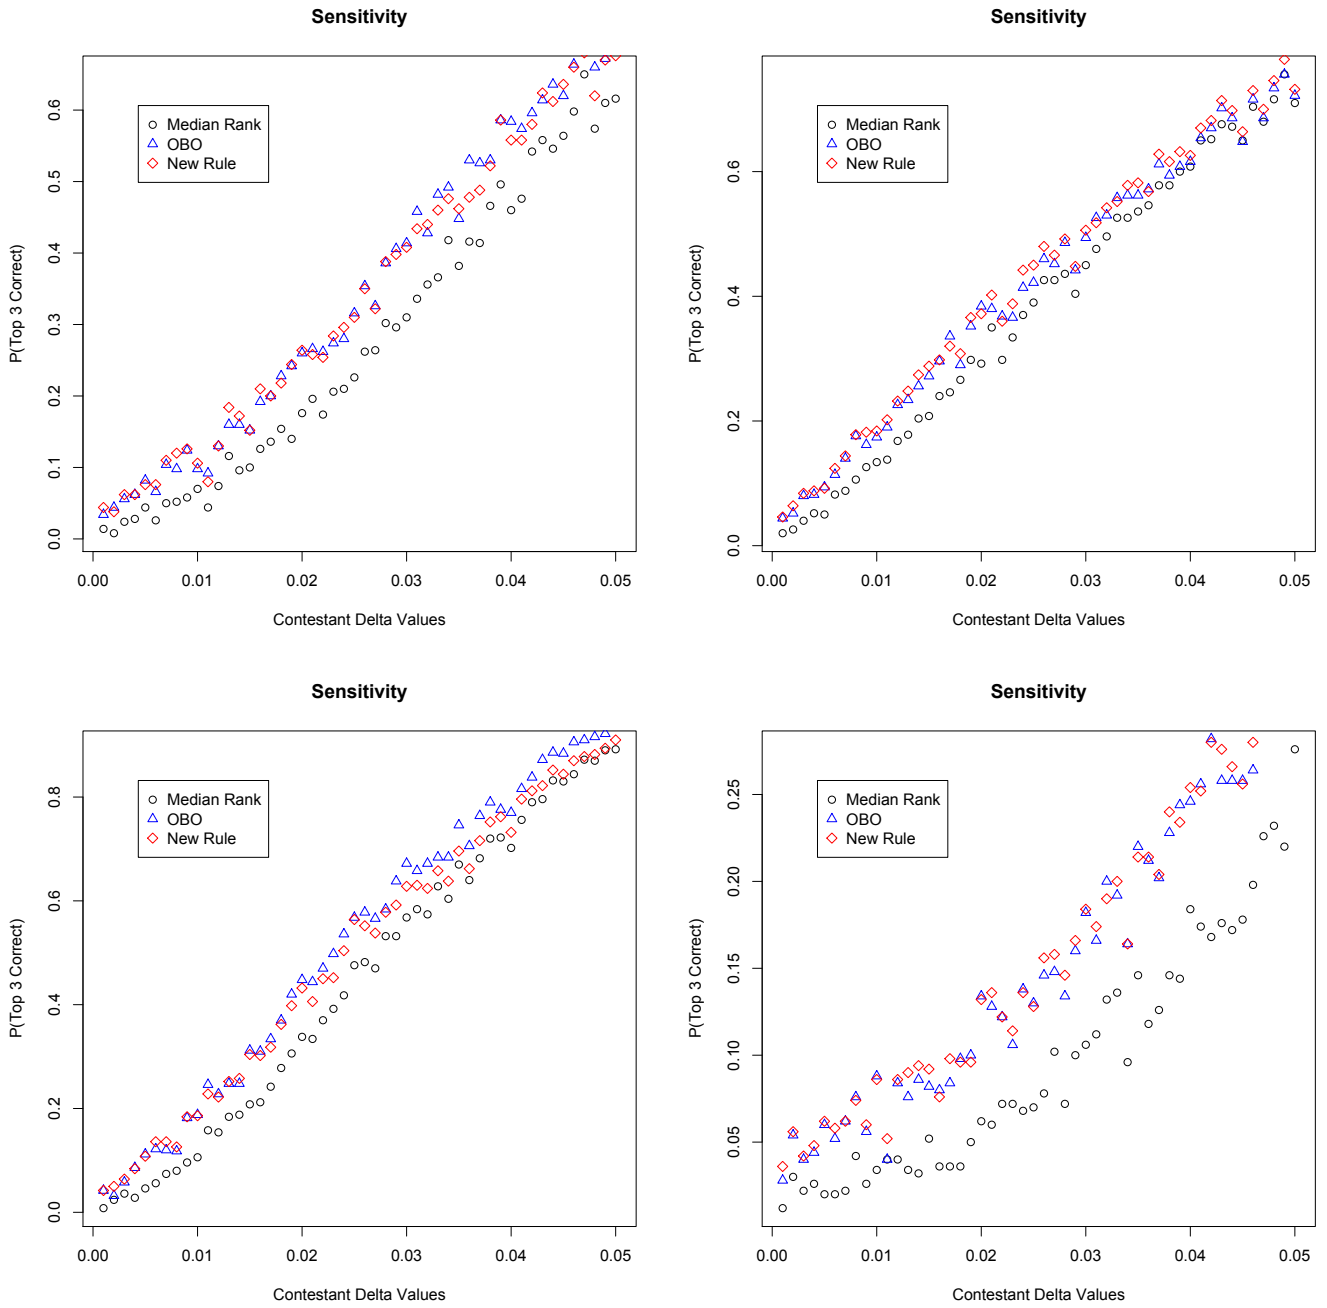 Sensitivity
P(Top 3 Correct)
0.6
0.5
0.4
0.3
0.2
0.1
0.0
Median Rank
OBO
New Rule
0.00 0.01 0.02 0.03 0.04 0.05
Contestant Delta Values
Sensitivity
P(Top 3 Correct)
0.6
0.4
0.2
0.0
Median Rank
OBO
New Rule
0.00 0.01 0.02 0.03 0.04 0.05
Contestant Delta Values
Sensitivity
P(Top 3 Correct)
0.8
0.6
0.4
0.2
0.0
Median Rank
OBO
New Rule
0.00 0.01 0.02 0.03 0.04 0.05
Contestant Delta Values
Sensitivity
P(Top 3 Correct)
0.25
0.20
0.15
0.10
0.05
Median Rank
OBO
New Rule
0.00 0.01 0.02 0.03 0.04 0.05
Contestant Delta Values